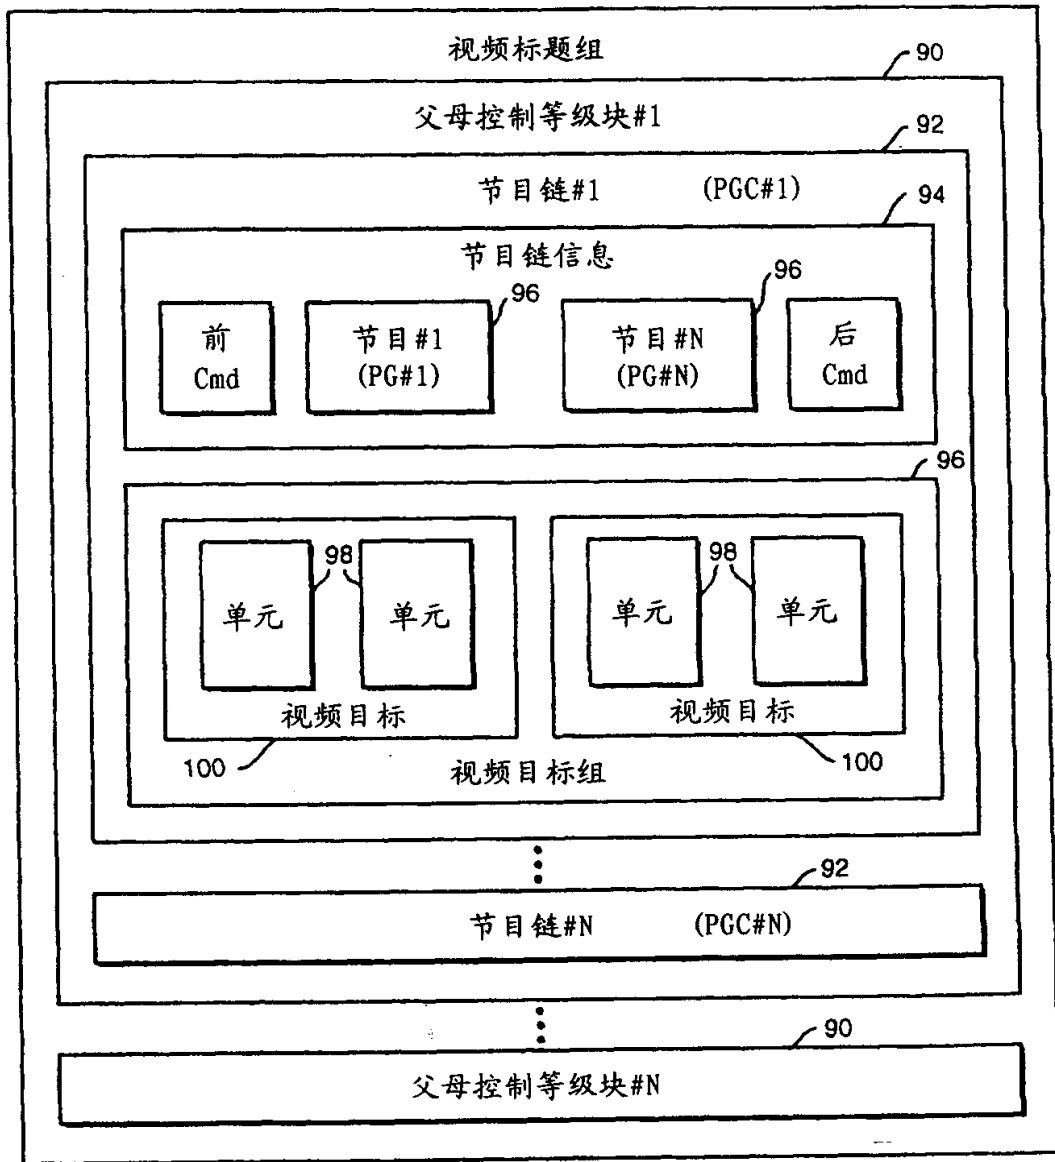 视频标题组
90
父母控制等级块#1
92
节目链#1 (PGC#1)
94
节目链信息
96
96
前
Cmd
节目#1
(PG#1)
节目#N
(PG#N)
后
Cmd
96
单元
98
单元
单元
98
单元
视频目标
视频目标
100
视频目标组
100
92
节目链#N (PGC#N)
90
父母控制等级块#N